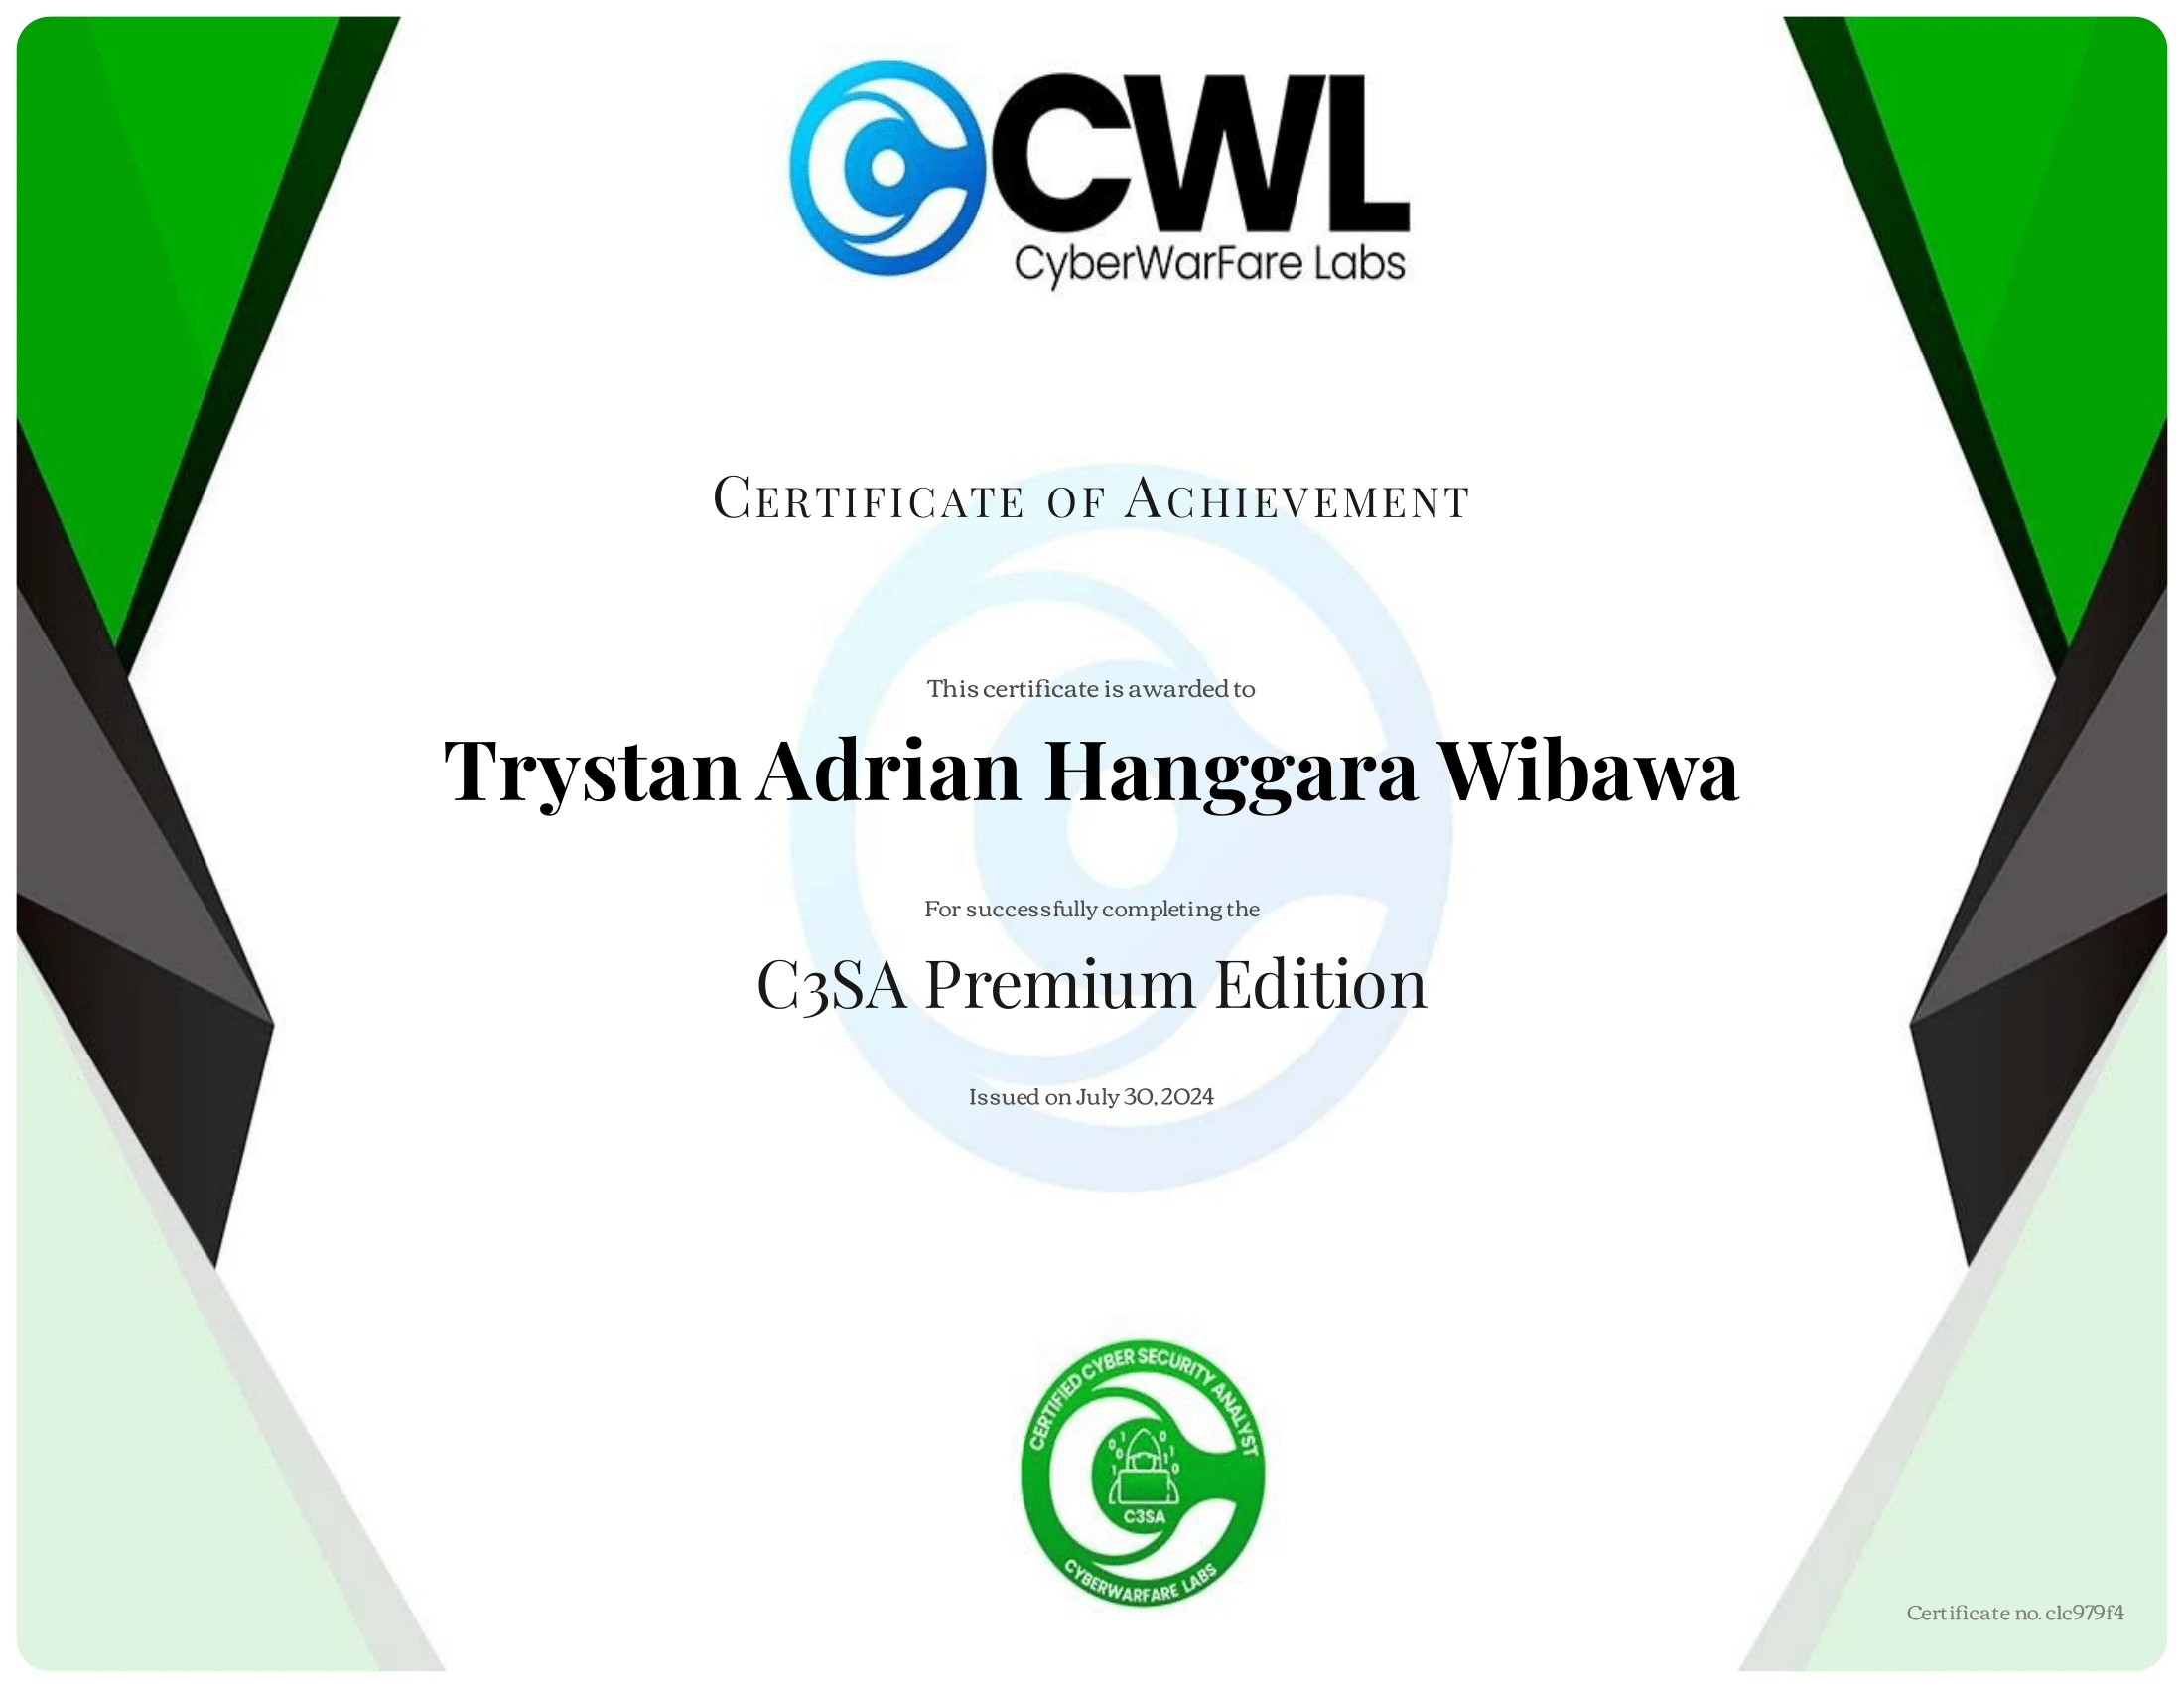 CWL
CyberWarFare Labs
Certificate of Achievement
This certificate is awarded to
Trystan Adrian Hanggara Wibawa
For successfully completing the
C3SA Premium Edition
Issued on July 30, 2024
CERTIFIED CYBER SECURITY ANALYST
C3SA
CYBERWARFARE LABS
Certificate no. clc979f4